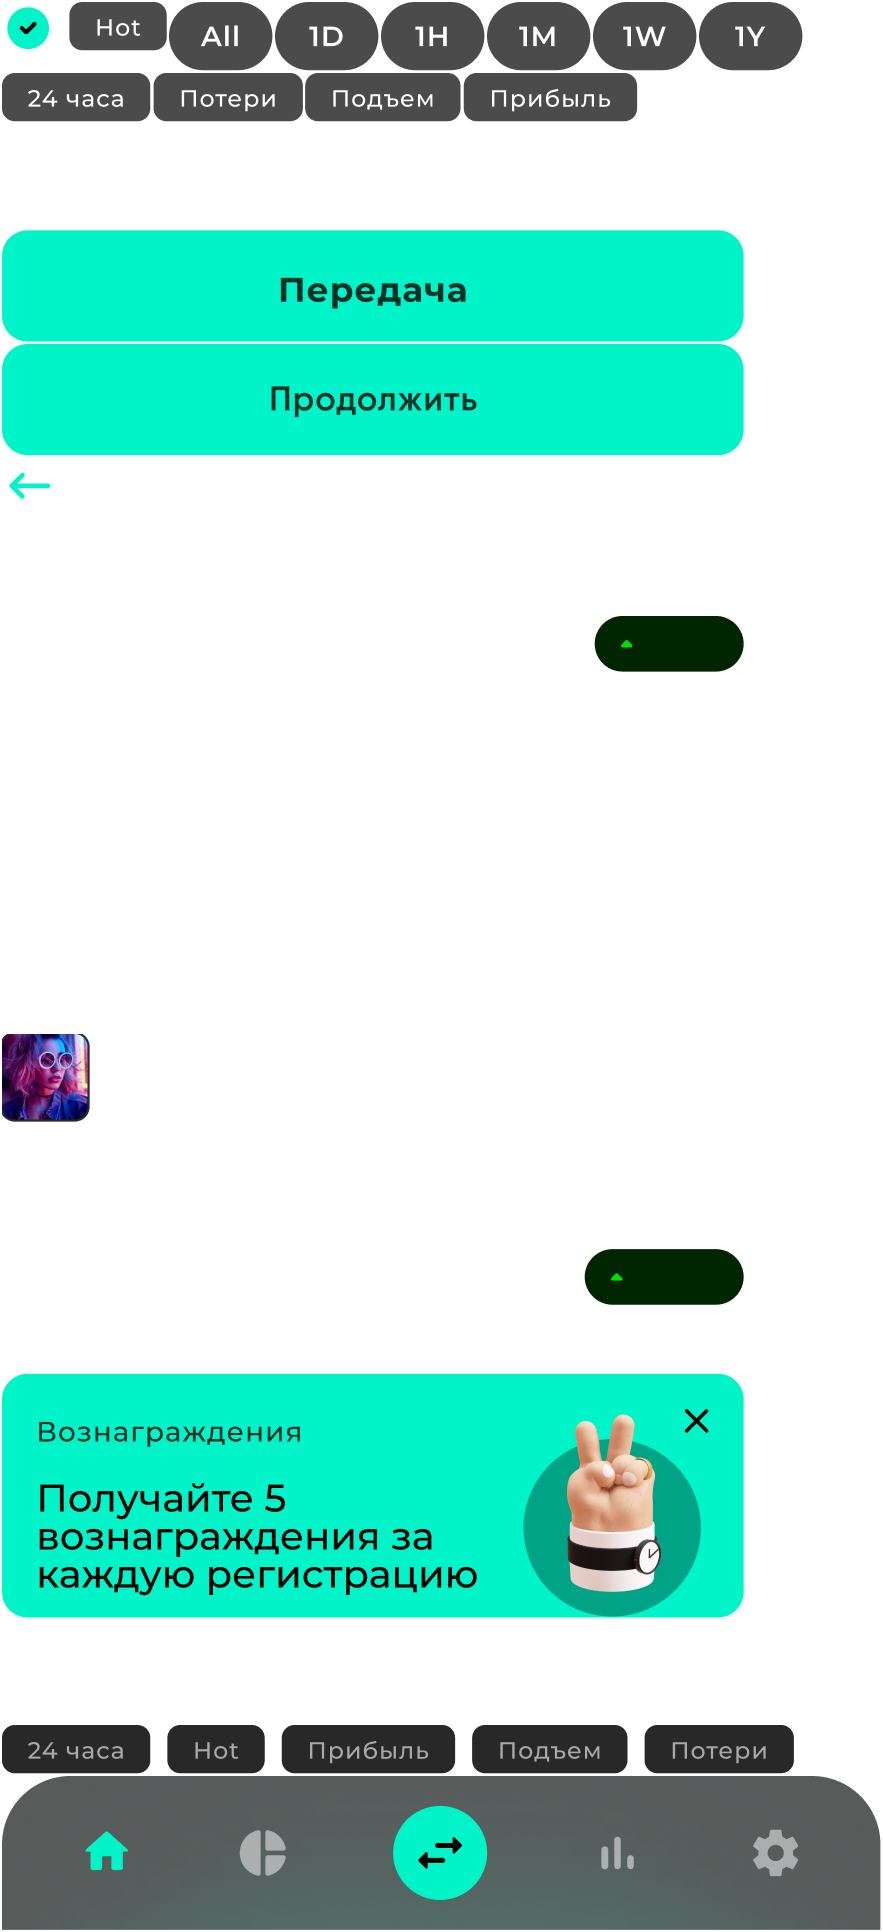 Hot All 1D 1H 1M 1W 1Y
24 часа Потери Подъем Прибыль
Передача
Продолжить
Вознаграждения
Получайте 5
вознаграждения за
каждую регистрацию
24 часа Hot Прибыль Подъем Потери